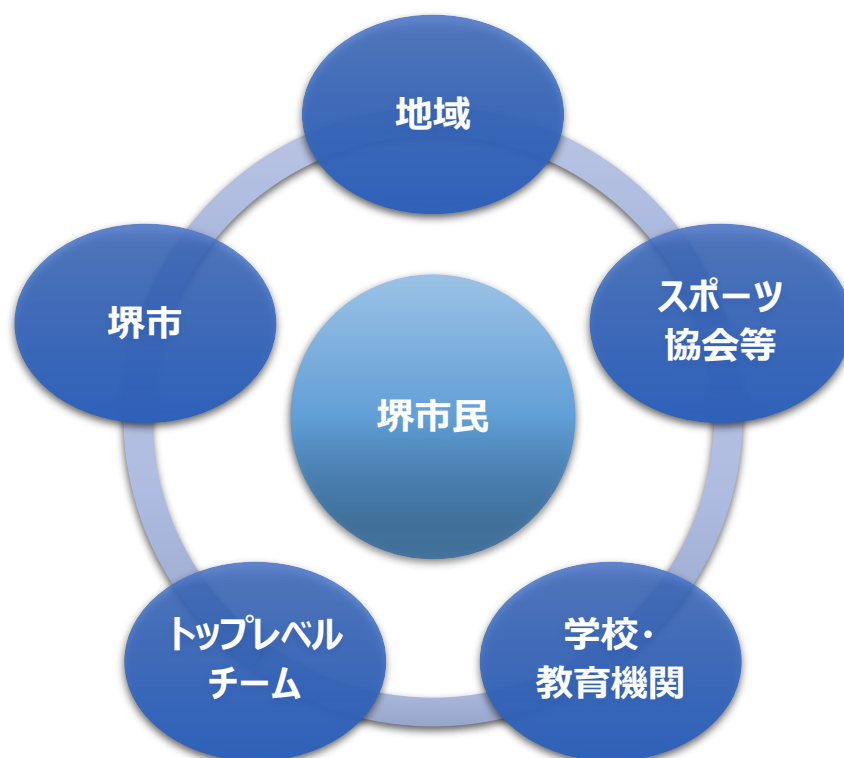 地域
スポーツ
協会等
学校・
教育機関
トップレベル
チーム
堺市
堺市民